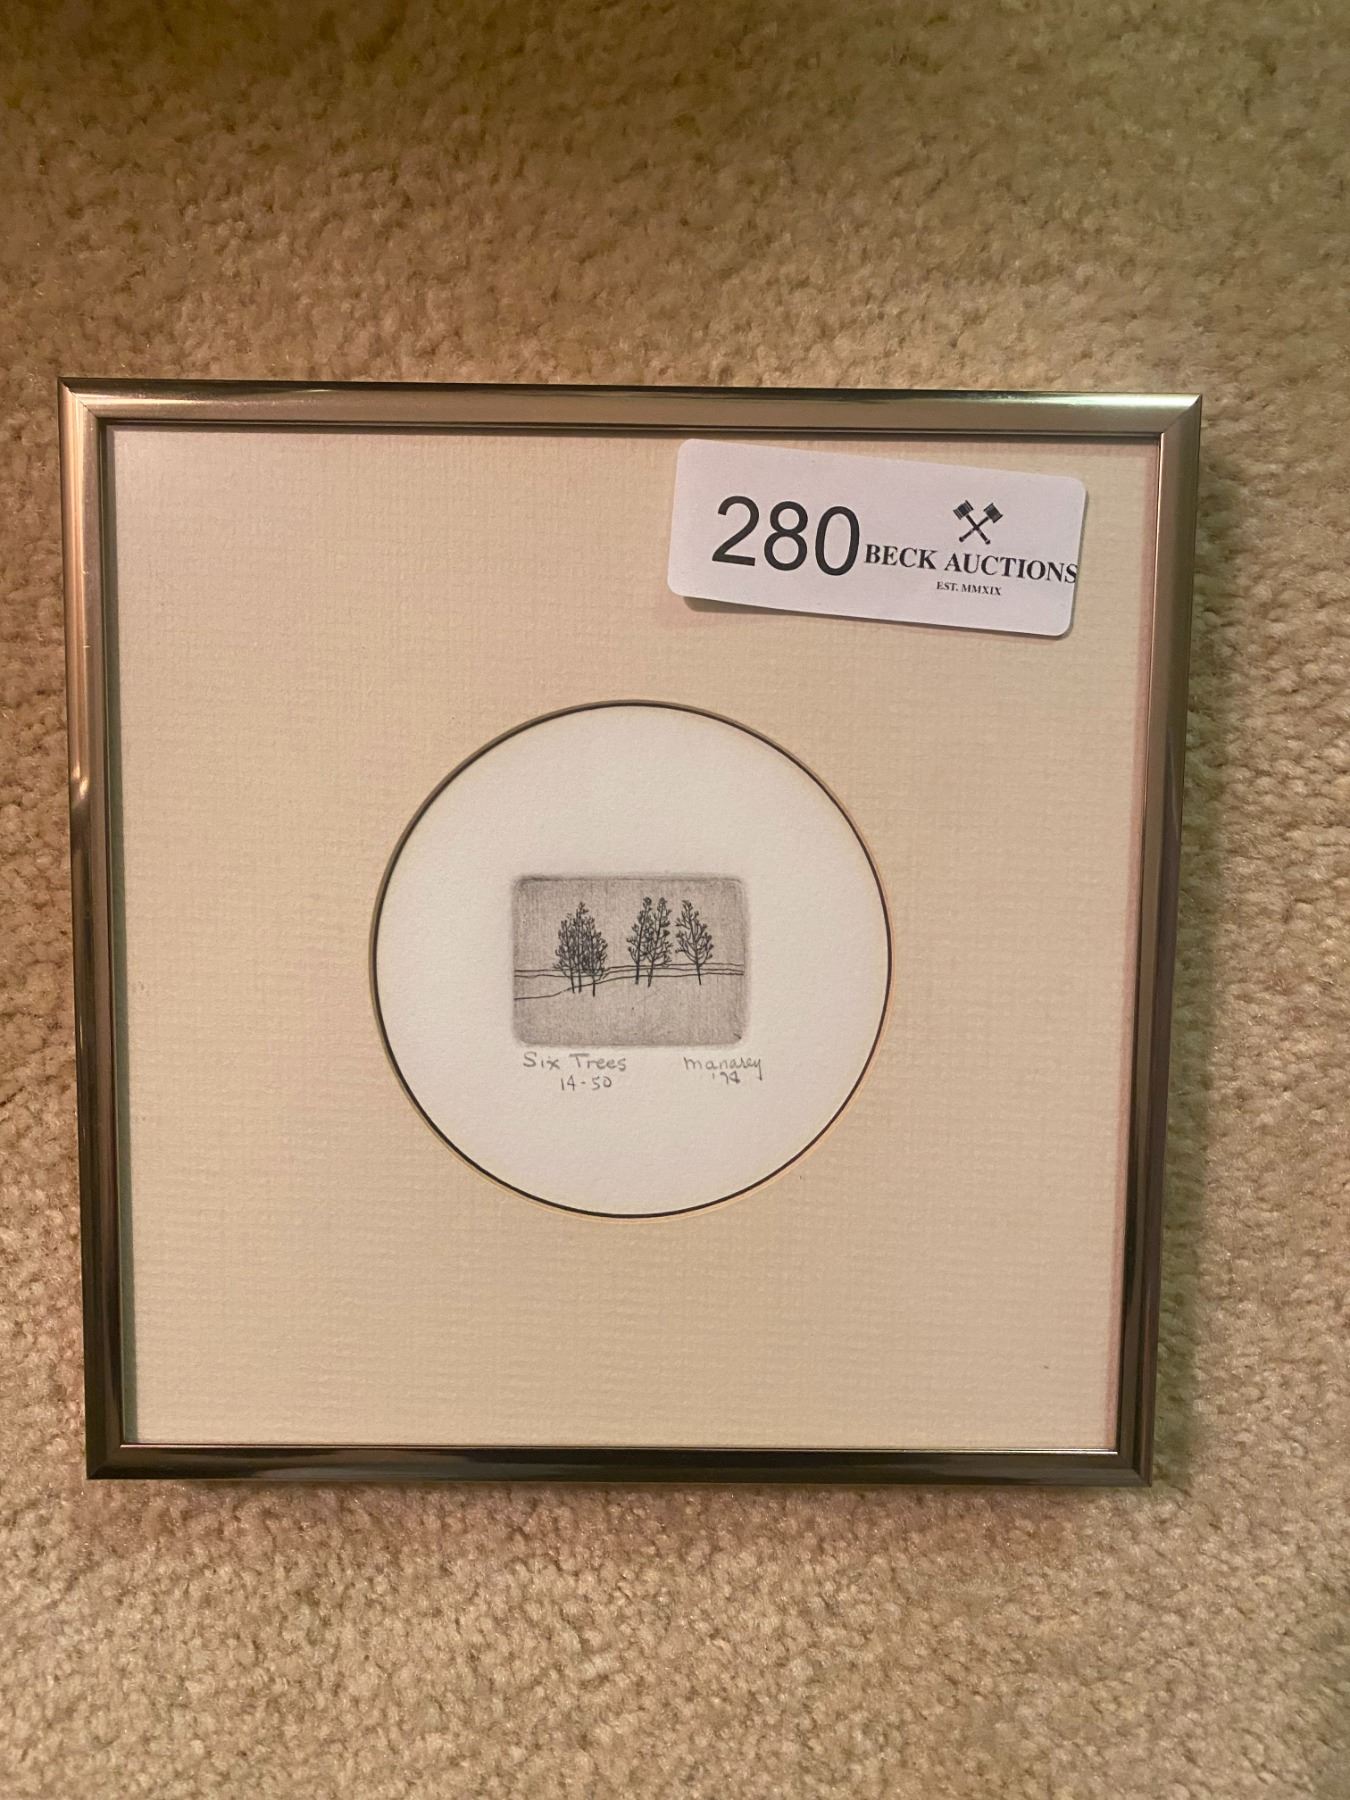 280
BECK AUCTIONS
EST. MMXIX
Six Trees
14-50
Manarey
'74